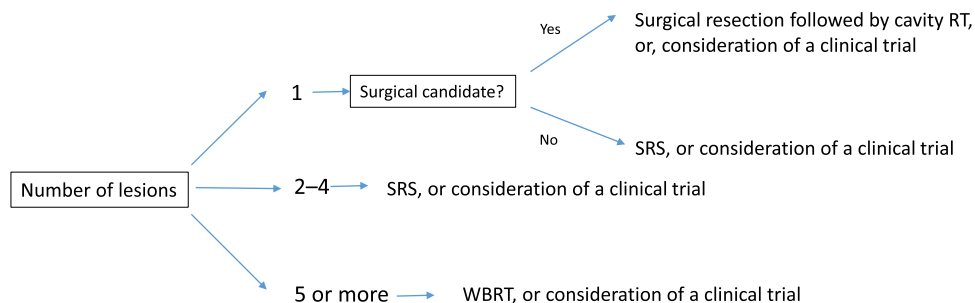 Surgical resection followed by cavity RT,
or, consideration of a clinical trial
Yes
1
Surgical candidate?
No
SRS, or consideration of a clinical trial
Number of lesions
2–4
SRS, or consideration of a clinical trial
5 or more
WBRT, or consideration of a clinical trial